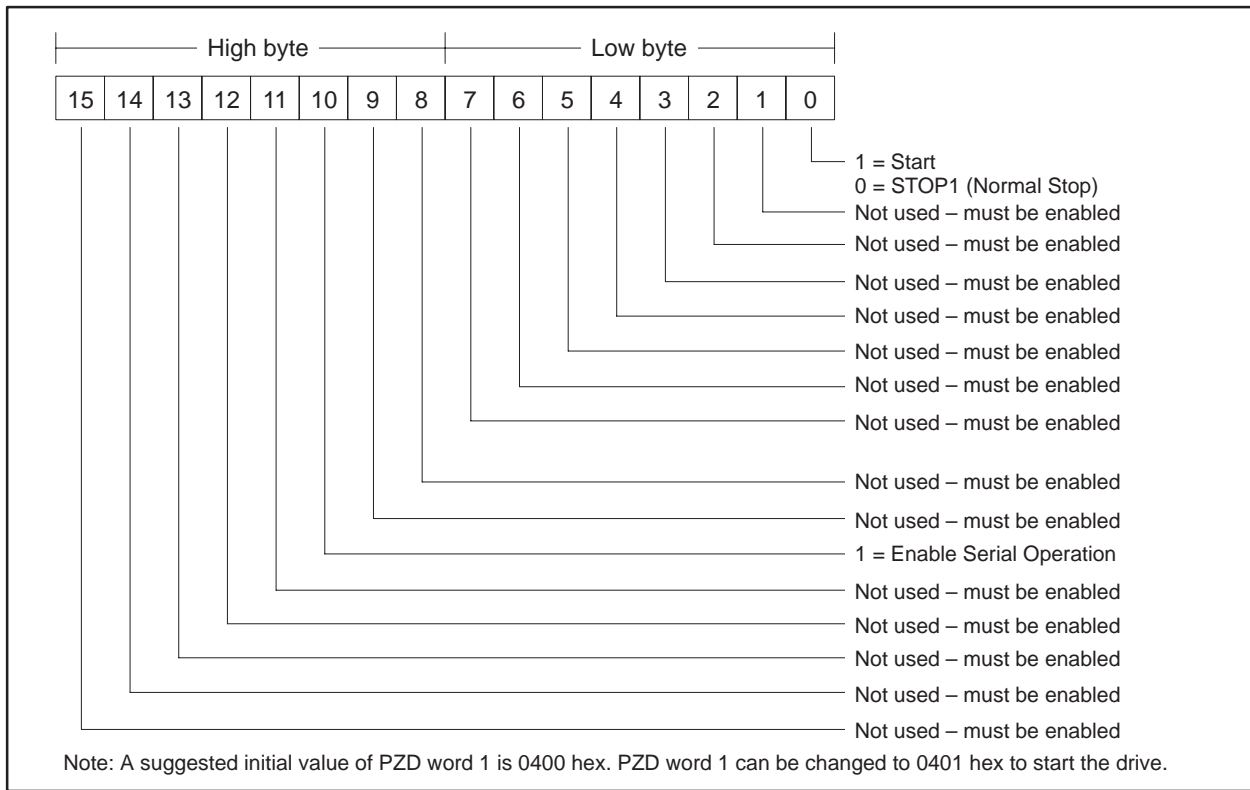 High byte Low byte
15 14 13 12 11 10 9 8 7 6 5 4 3 2 1 0
1 = Start
0 = STOP1 (Normal Stop)
Not used – must be enabled
Not used – must be enabled
Not used – must be enabled
Not used – must be enabled
Not used – must be enabled
Not used – must be enabled
Not used – must be enabled
Not used – must be enabled
Not used – must be enabled
1 = Enable Serial Operation
Not used – must be enabled
Not used – must be enabled
Not used – must be enabled
Not used – must be enabled
Not used – must be enabled
Note: A suggested initial value of PZD word 1 is 0400 hex. PZD word 1 can be changed to 0401 hex to start the drive.